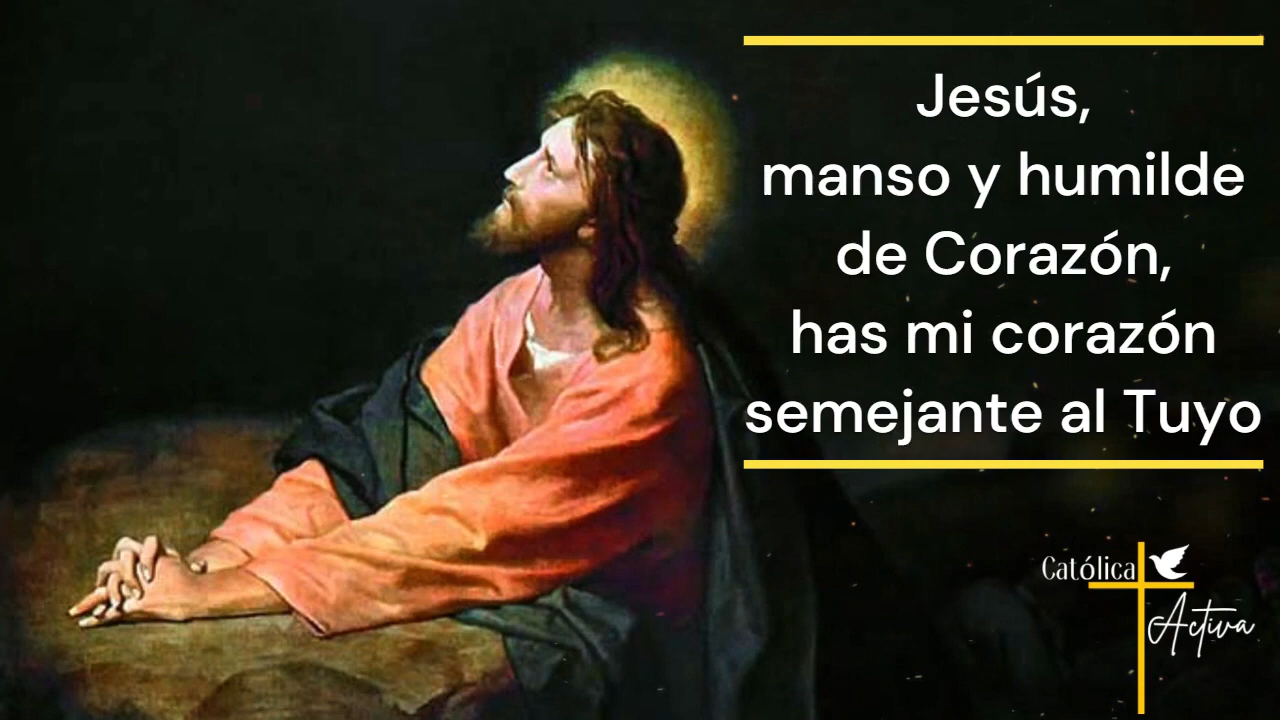 Jesús,
manso y humilde
de Corazón,
has mi corazón
semejante al Tuyo
Católica
Activa